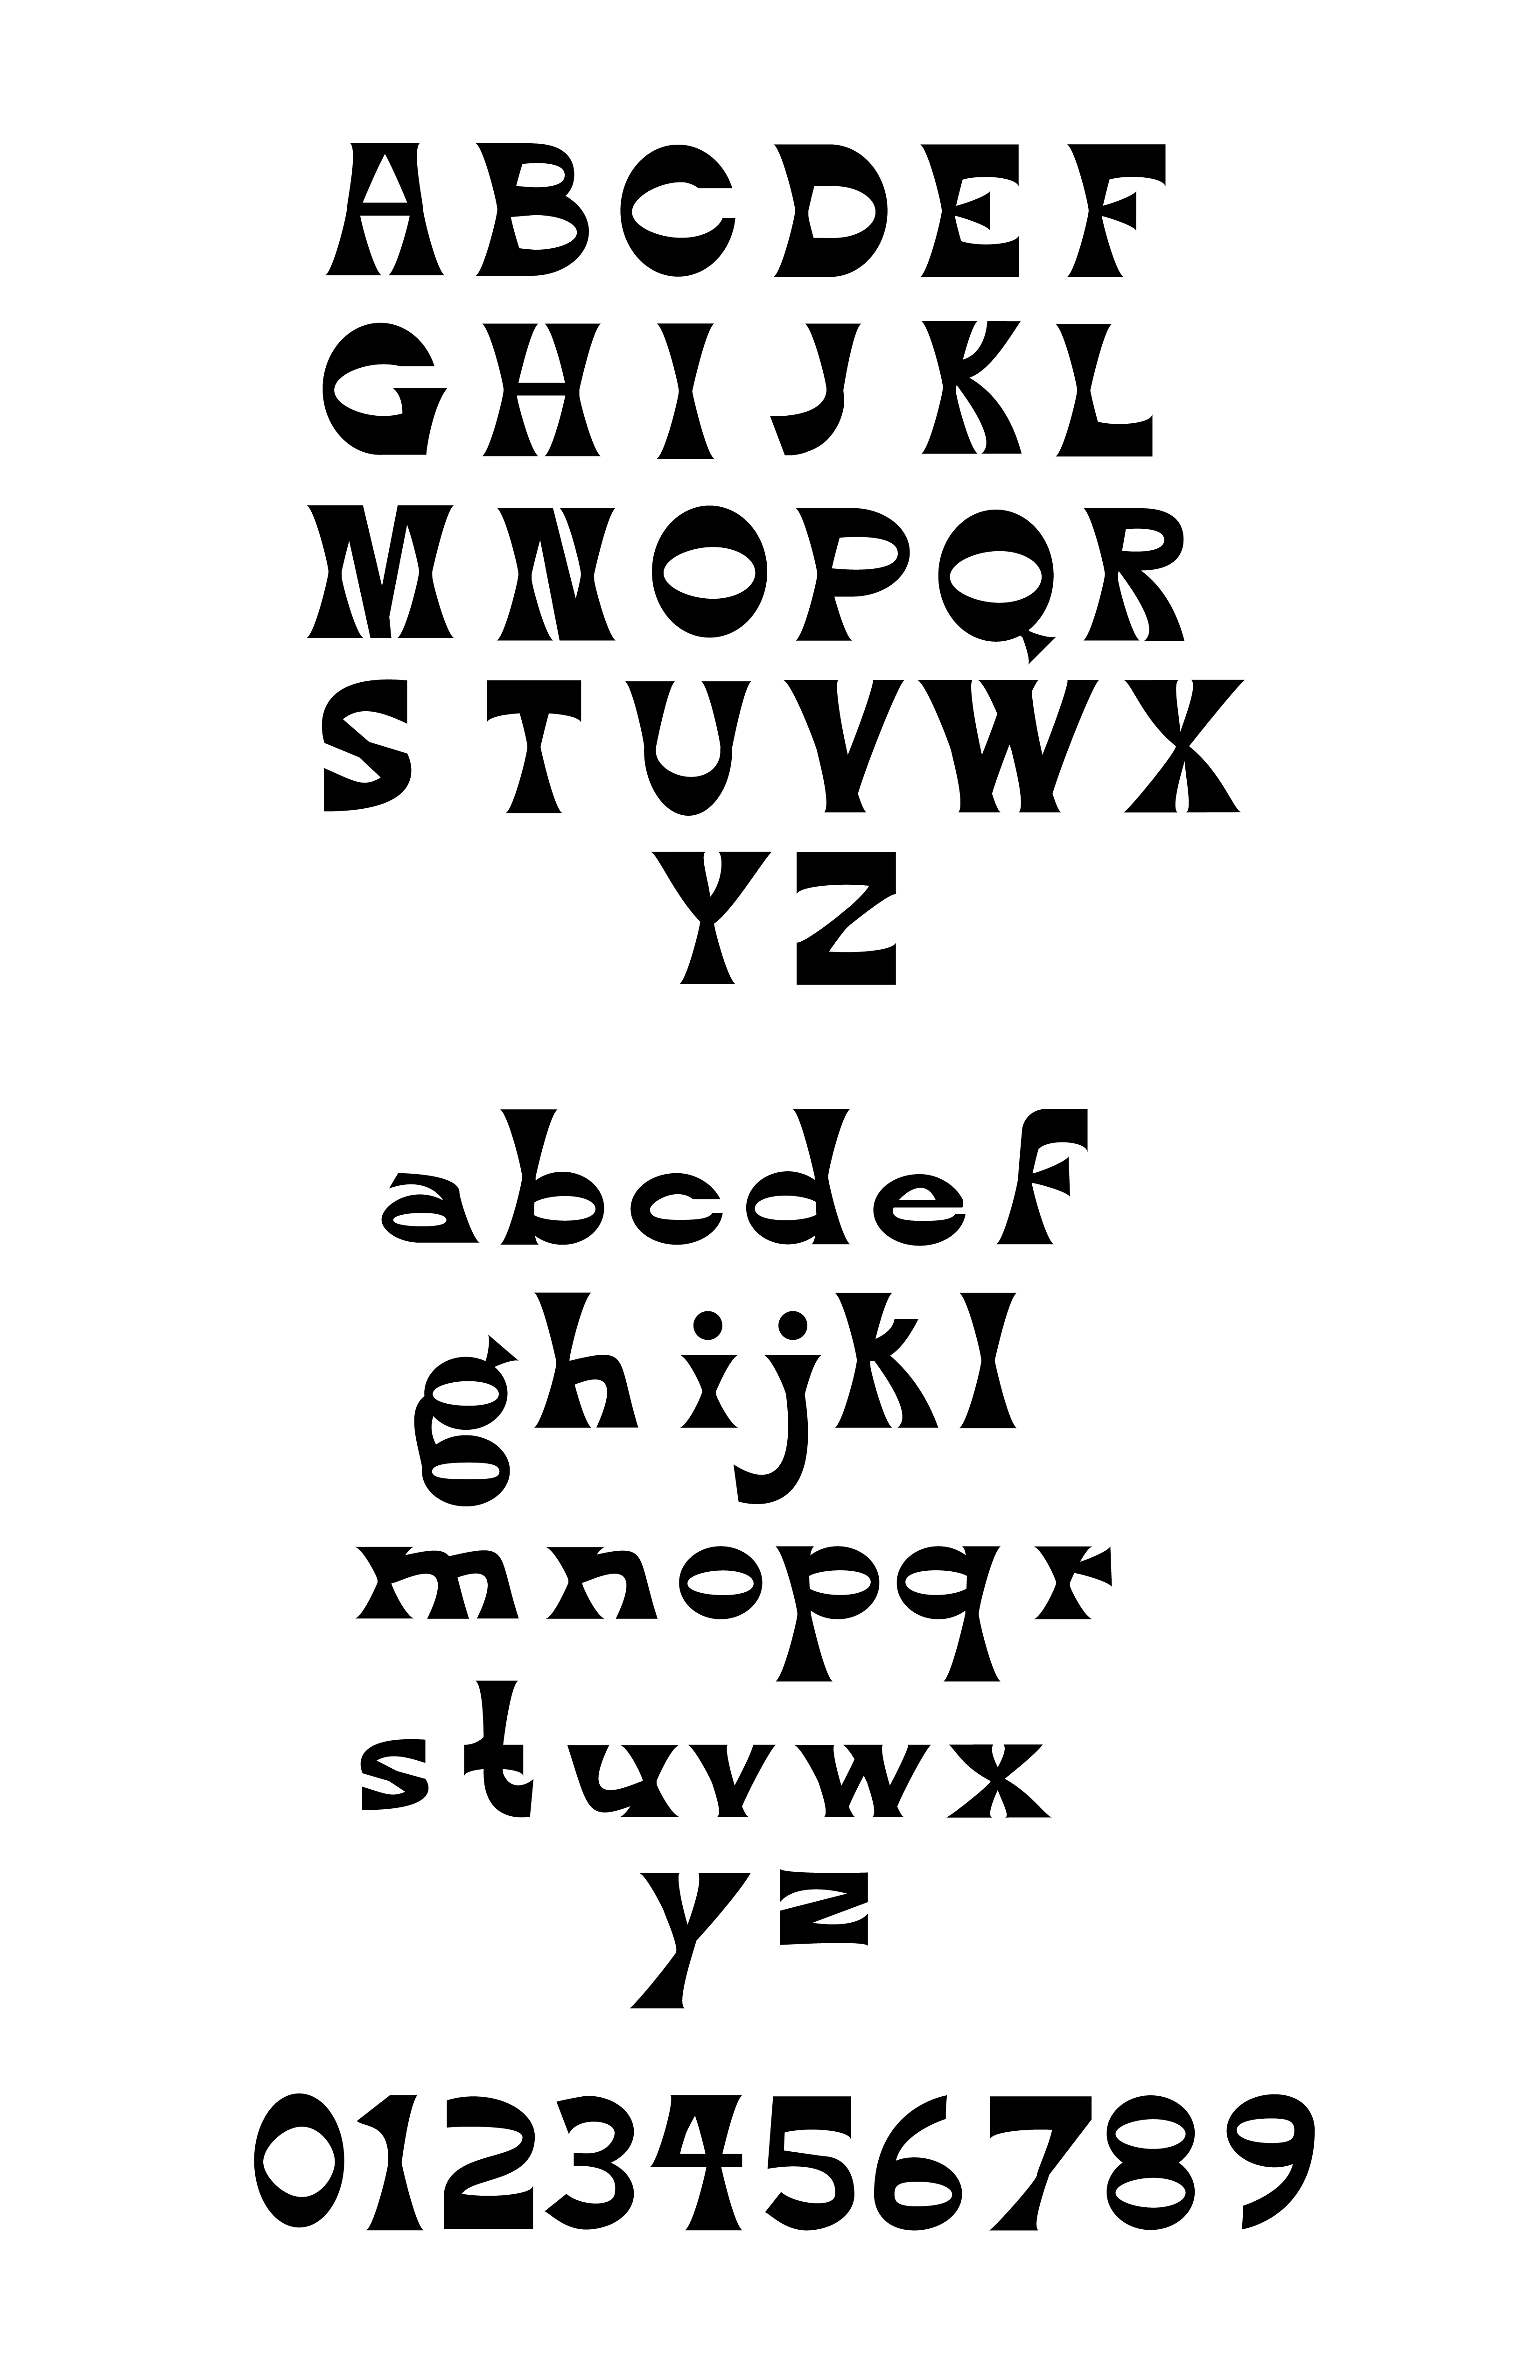 ABCDEF
GHIJKL
MNOPQR
STUVWX
YZ
abcdef
ghijkl
mnopqr
stuvwx
yz
0123456789